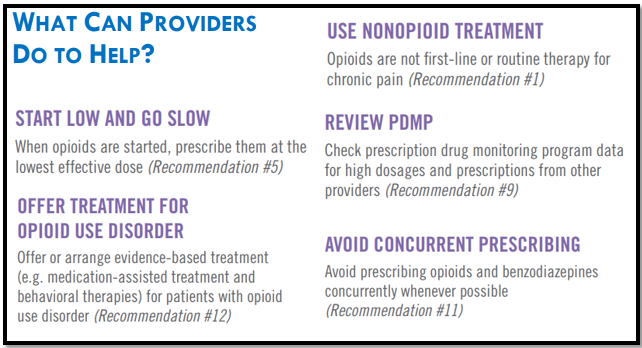 WHAT CAN PROVIDERS
DO TO HELP?
START LOW AND GO SLOW
When opioids are started, prescribe them at the
lowest effective dose (Recommendation #5)
OFFER TREATMENT FOR
OPIOID USE DISORDER
Offer or arrange evidence-based treatment
(e.g. medication-assisted treatment and
behavioral therapies) for patients with opioid
use disorder (Recommendation #12)
USE NONOPIOID TREATMENT
Opioids are not first-line or routine therapy for
chronic pain (Recommendation #1)
REVIEW PDMP
Check prescription drug monitoring program data
for high dosages and prescriptions from other
providers (Recommendation #9)
AVOID CONCURRENT PRESCRIBING
Avoid prescribing opioids and benzodiazepines
concurrently whenever possible
(Recommendation #11)